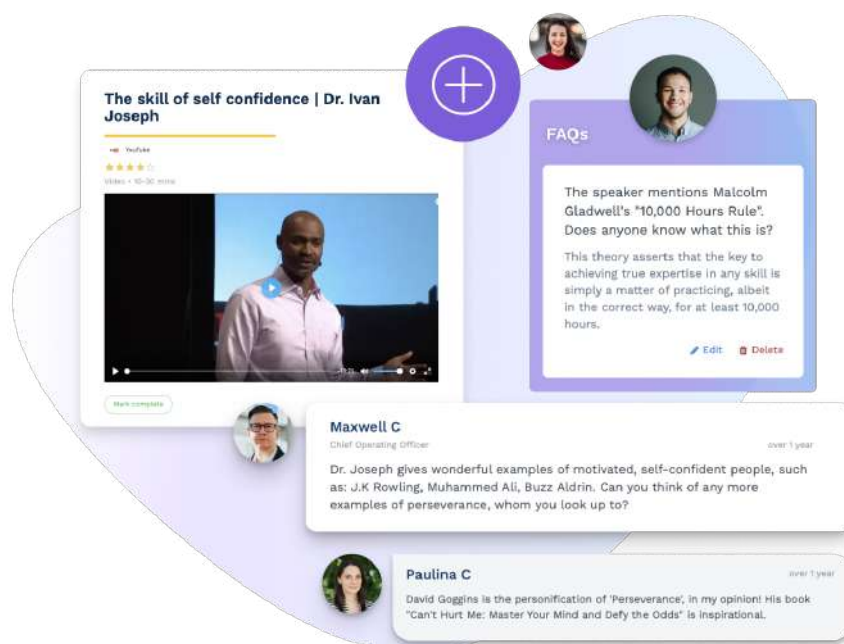 The skill of self confidence | Dr. Ivan
Joseph
YouTube
Video • 10-30 mins
Mark complete
FAQs
The speaker mentions Malcolm
Gladwell's "10,000 Hours Rule".
Does anyone know what this is?
This theory asserts that the key to
achieving true expertise in any skill is
simply a matter of practicing, albeit
in the correct way, for at least 10,000
hours.
Edit Delete
Maxwell C
Chief Operating Officer over 1 year
Dr. Joseph gives wonderful examples of motivated, self-confident people, such
as: J.K Rowling, Muhammed Ali, Buzz Aldrin. Can you think of any more
examples of perseverance, whom you look up to?
Paulina C over 1 year
David Goggins is the personification of 'Perseverance', in my opinion! His book
"Can't Hurt Me: Master Your Mind and Defy the Odds" is inspirational.